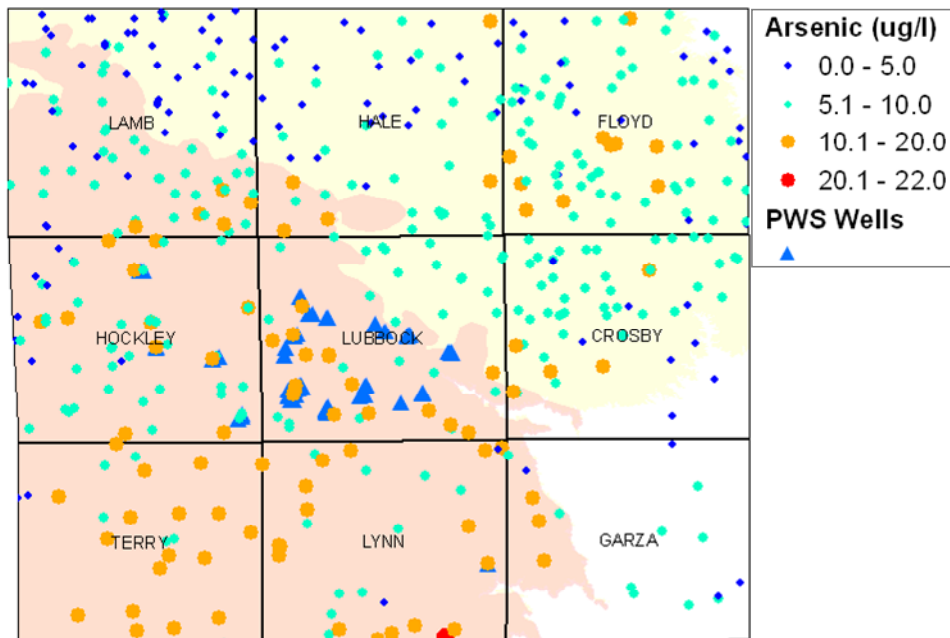 Arsenic (ug/l)
0.0 - 5.0
5.1 - 10.0
10.1 - 20.0
20.1 - 22.0
PWS Wells
LAMB
HALE
FLOYD
HOCKLEY
LUBBOCK
CROSBY
TERRY
LYNN
GARZA